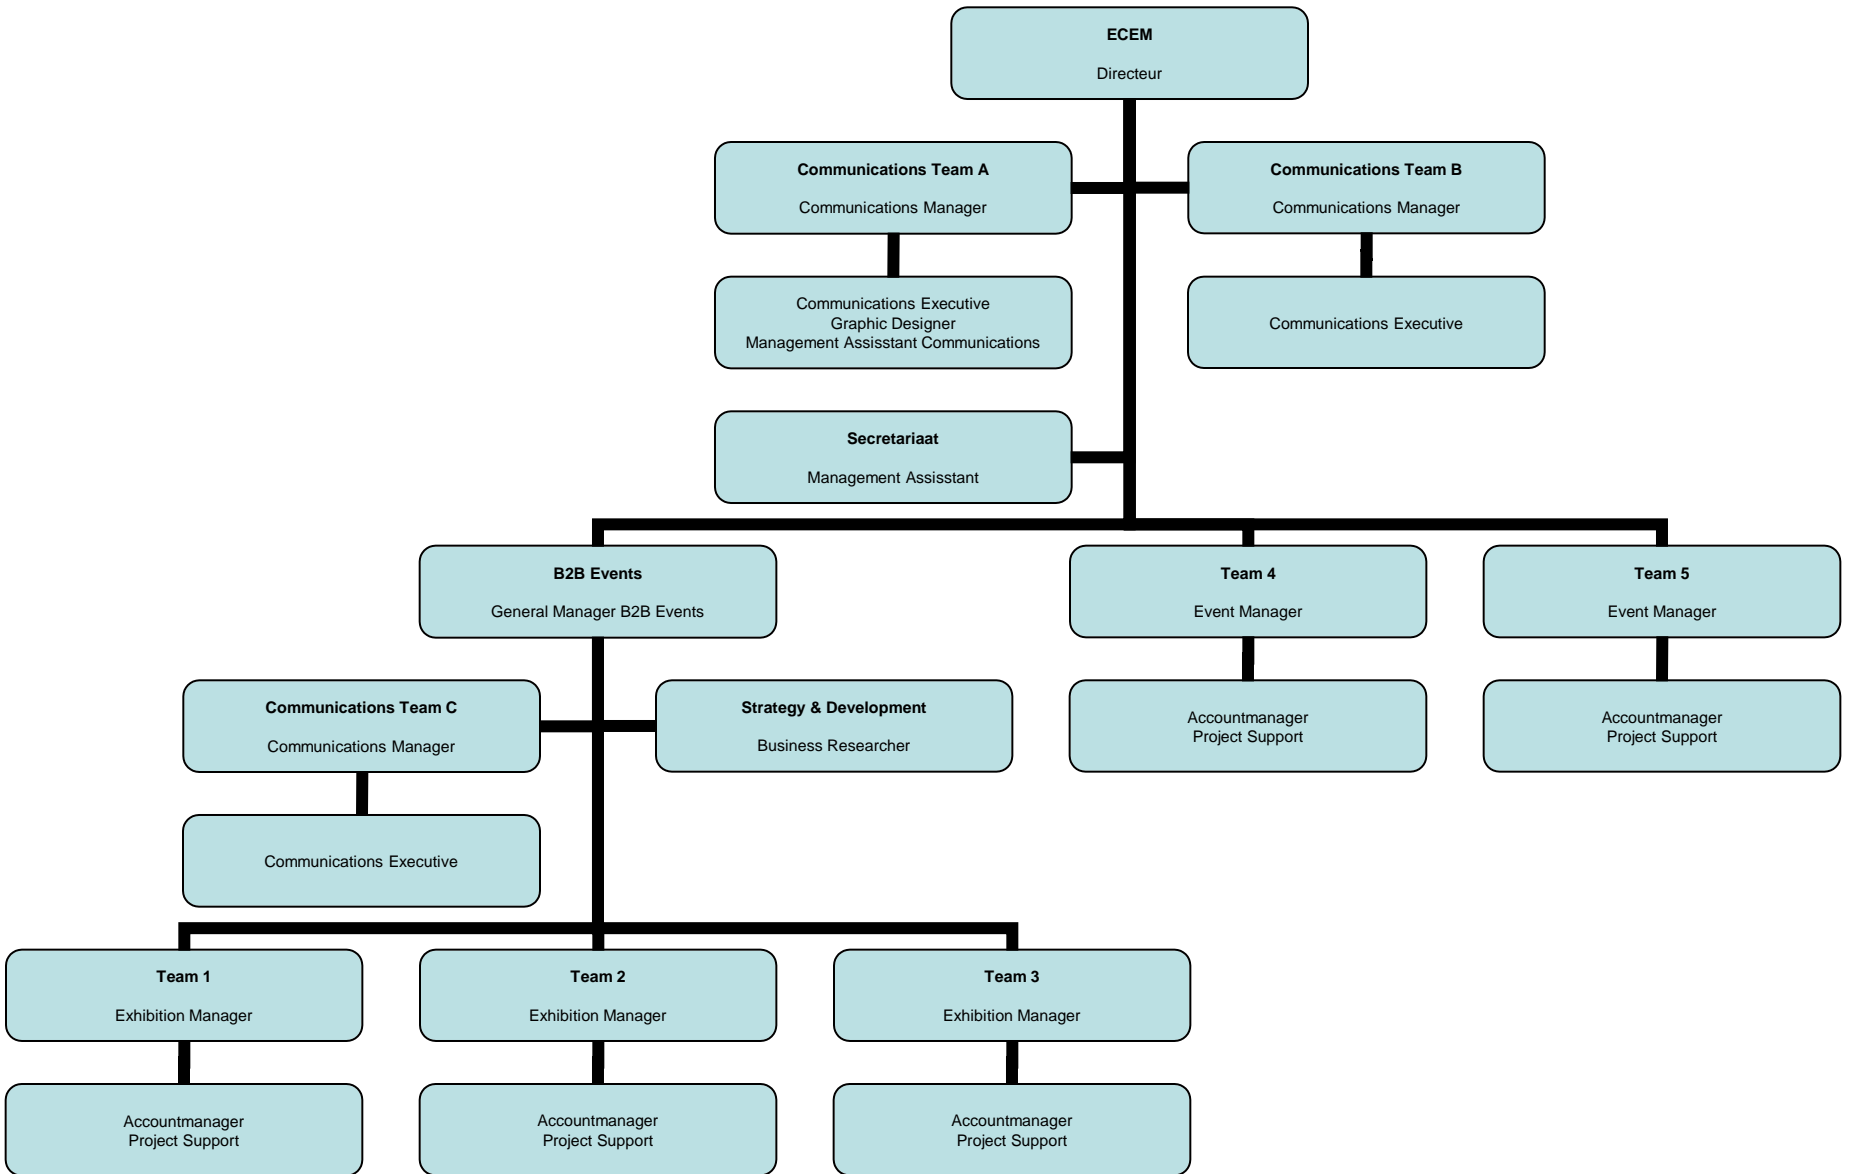 ECEM
Directeur
Communications Team A
Communications Manager
Communications Team B
Communications Manager
Communications Executive
Graphic Designer
Management Assisstant Communications
Communications Executive
Secretariaat
Management Assisstant
B2B Events
General Manager B2B Events
Team 4
Event Manager
Team 5
Event Manager
Communications Team C
Communications Manager
Strategy & Development
Business Researcher
Accountmanager
Project Support
Accountmanager
Project Support
Communications Executive
Team 1
Exhibition Manager
Team 2
Exhibition Manager
Team 3
Exhibition Manager
Accountmanager
Project Support
Accountmanager
Project Support
Accountmanager
Project Support